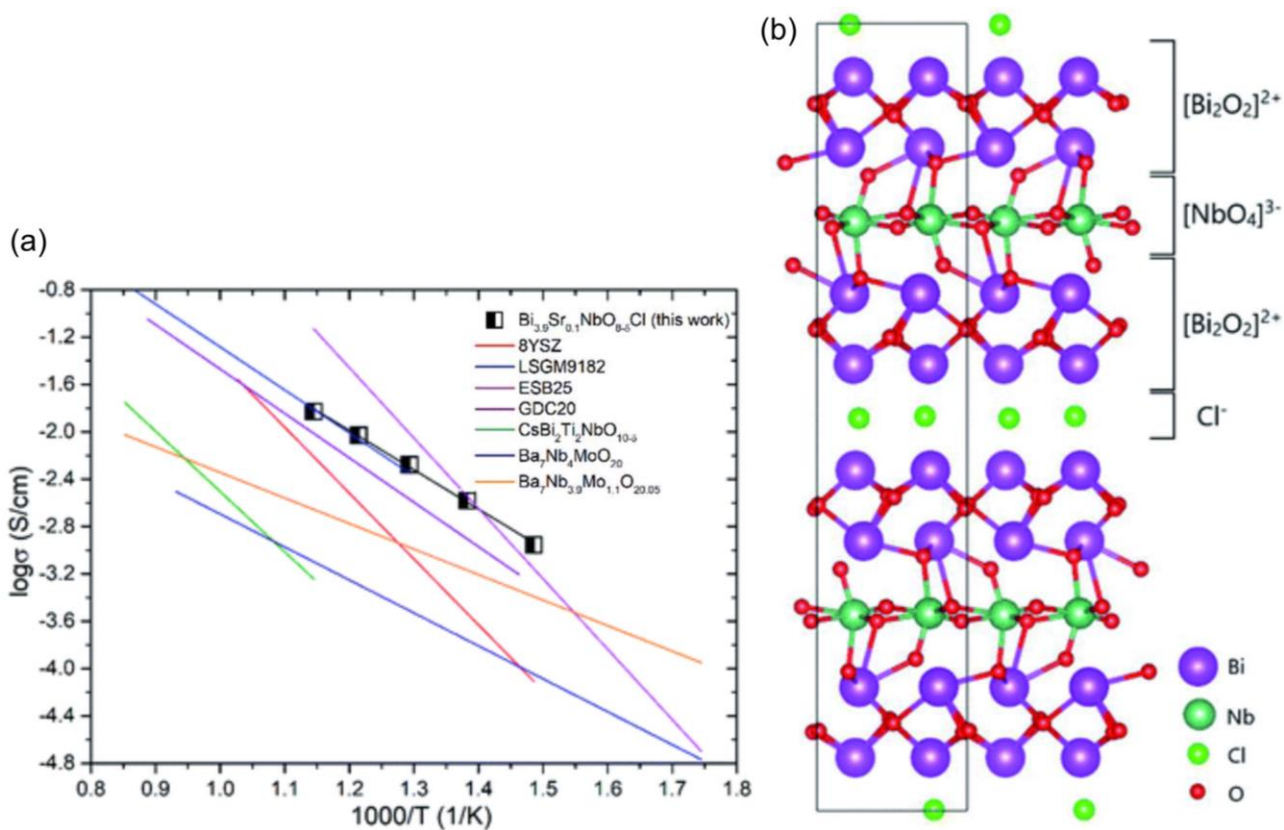 (a)
-0.8
-1.2
-1.6
-2.0
-2.4
-2.8
-3.2
-3.6
-4.0
-4.4
-4.8
logσ (S/cm)
0.8 0.9 1.0 1.1 1.2 1.3 1.4 1.5 1.6 1.7 1.8
1000/T (1/K)
Bi₃.₉Sr₀.₁NbO₈₋δCl (this work)
8YSZ
LSGM9182
ESB25
GDC20
CsBi₂Ti₂NbO₁₀₋δ
Ba₇Nb₄MoO₂₀
Ba₇Nb₃.₉Mo₁.₁O₂₀.₀₅
(b)
[Bi₂O₂]²⁺
[NbO₄]³⁻
[Bi₂O₂]²⁺
Cl⁻
Bi
Nb
Cl
O